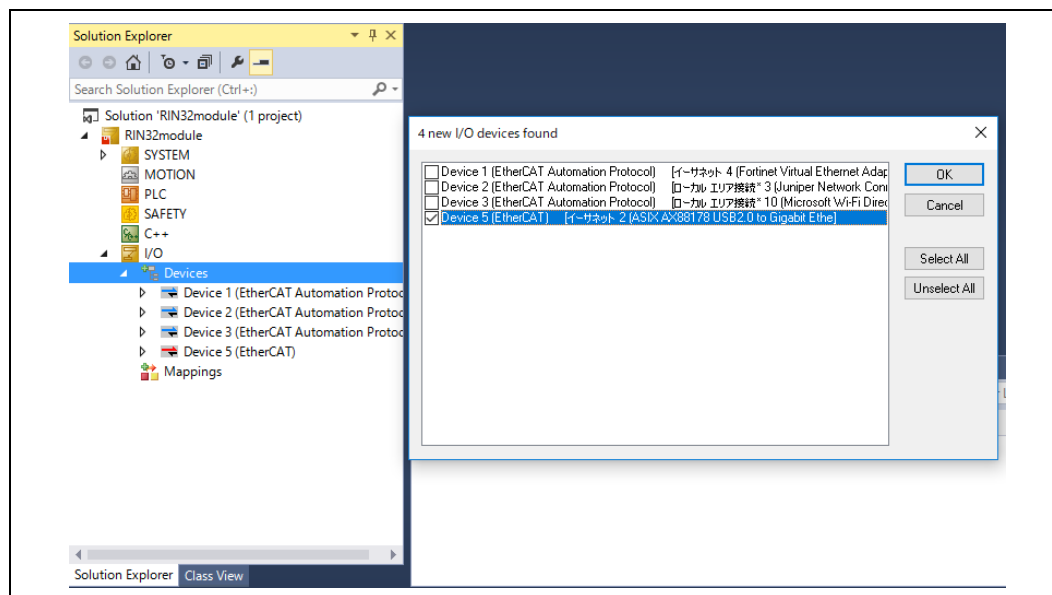 Solution Explorer
Search Solution Explorer (Ctrl+:)
Solution 'RIN32module' (1 project)
RIN32module
SYSTEM
MOTION
PLC
SAFETY
C++
I/O
Devices
Device 1 (EtherCAT Automation Protoc
Device 2 (EtherCAT Automation Protoc
Device 3 (EtherCAT Automation Protoc
Device 5 (EtherCAT)
Mappings
Solution Explorer Class View
4 new I/O devices found
Device 1 (EtherCAT Automation Protocol) [イーサネット 4 (Fortinet Virtual Ethernet Adap
Device 2 (EtherCAT Automation Protocol) [ローカル エリア接続* 3 (Juniper Network Conn
Device 3 (EtherCAT Automation Protocol) [ローカル エリア接続* 10 (Microsoft Wi-Fi Direc
Device 5 (EtherCAT) [イーサネット 2 (ASIX AX88178 USB2.0 to Gigabit Ethe]
OK
Cancel
Select All
Unselect All